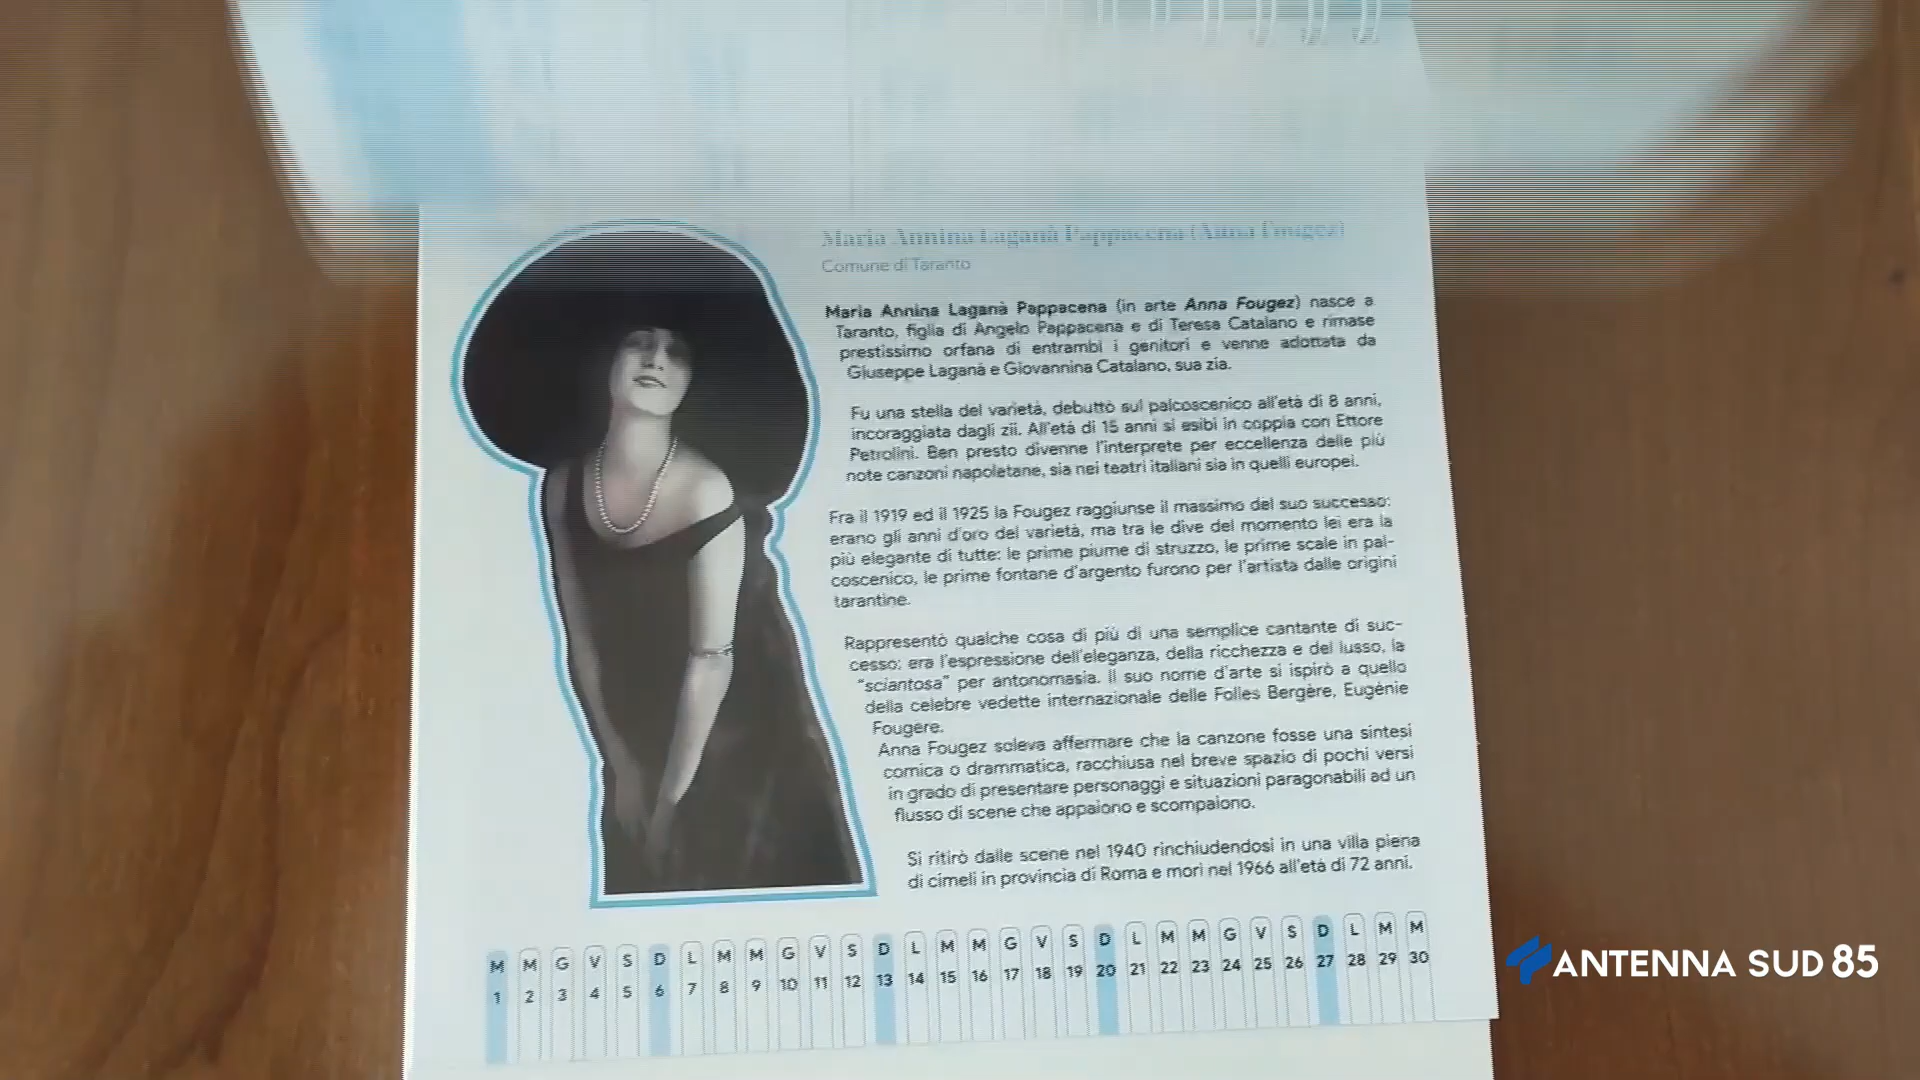 Maria Annina Laganà Pappacena (Anna Fougez)
Comune di Taranto
Maria Annina Laganà Pappacena (in arte Anna Fougez) nasce a
Taranto, figlia di Angelo Pappacena e di Teresa Catalano e rimase
prestissimo orfana di entrambi i genitori e venne adottata da
Giuseppe Laganà e Giovannina Catalano, sua zia.
Fu una stella del varietà, debuttò sul palcoscenico all'età di 8 anni,
incoraggiata dagli zii. All'età di 15 anni si esibì in coppia con Ettore
Petrolini. Ben presto divenne l'interprete per eccellenza delle più
note canzoni napoletane, sia nei teatri italiani sia in quelli europei.
Fra il 1919 ed il 1925 la Fougez raggiunse il massimo del suo successo:
erano gli anni d'oro del varietà, ma tra le dive del momento lei era la
più elegante di tutte: le prime piume di struzzo, le prime scale in pal-
coscenico, le prime fontane d'argento furono per l'artista dalle origini
tarantine.
Rappresentò qualche cosa di più di una semplice cantante di suc-
cesso; era l'espressione dell'eleganza, della ricchezza e del lusso, la
"sciantosa" per antonomasia. Il suo nome d'arte si ispirò a quello
della celebre vedette internazionale delle Folles Bergère, Eugénie
Fougère.
Anna Fougez soleva affermare che la canzone fosse una sintesi
comica o drammatica, racchiusa nel breve spazio di pochi versi
in grado di presentare personaggi e situazioni paragonabili ad un
flusso di scene che appaiono e scompaiono.
Si ritirò dalle scene nel 1940 rinchiudendosi in una villa piena
di cimeli in provincia di Roma e morì nel 1966 all'età di 72 anni.
M M G V S D L M M G V S D L M M G V S D L M M G V S D L M M
1 2 3 4 5 6 7 8 9 10 11 12 13 14 15 16 17 18 19 20 21 22 23 24 25 26 27 28 29 30
ANTENNA SUD 85